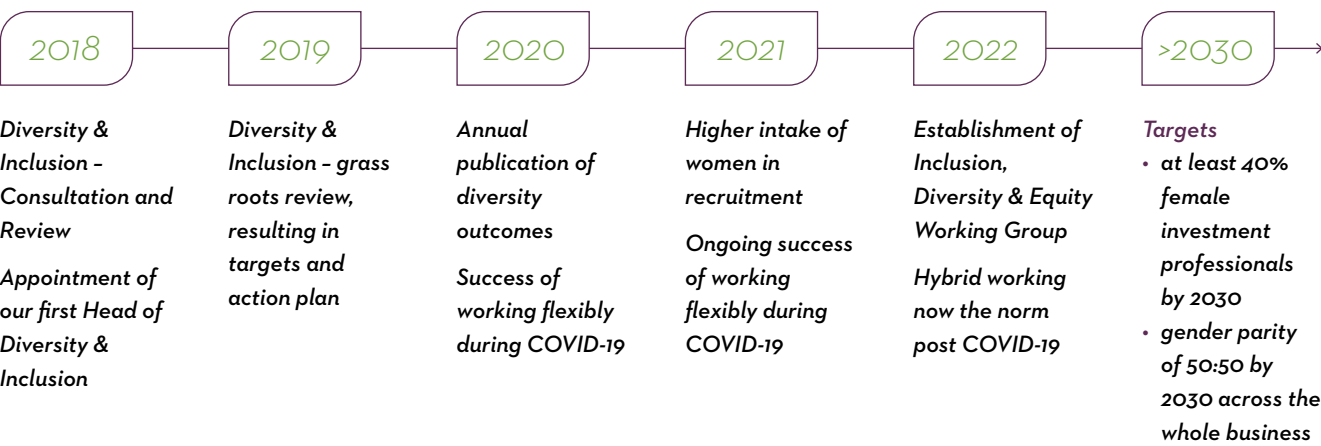 2018
Diversity &
Inclusion –
Consultation and
Review
Appointment of
our first Head of
Diversity &
Inclusion
2019
Diversity &
Inclusion – grass
roots review,
resulting in
targets and
action plan
2020
Annual
publication of
diversity
outcomes
Success of
working flexibly
during COVID-19
2021
Higher intake of
women in
recruitment
Ongoing success
of working
flexibly during
COVID-19
2022
Establishment of
Inclusion,
Diversity & Equity
Working Group
Hybrid working
now the norm
post COVID-19
>2030
Targets
• at least 40%
female
investment
professionals
by 2030
• gender parity
of 50:50 by
2030 across the
whole business